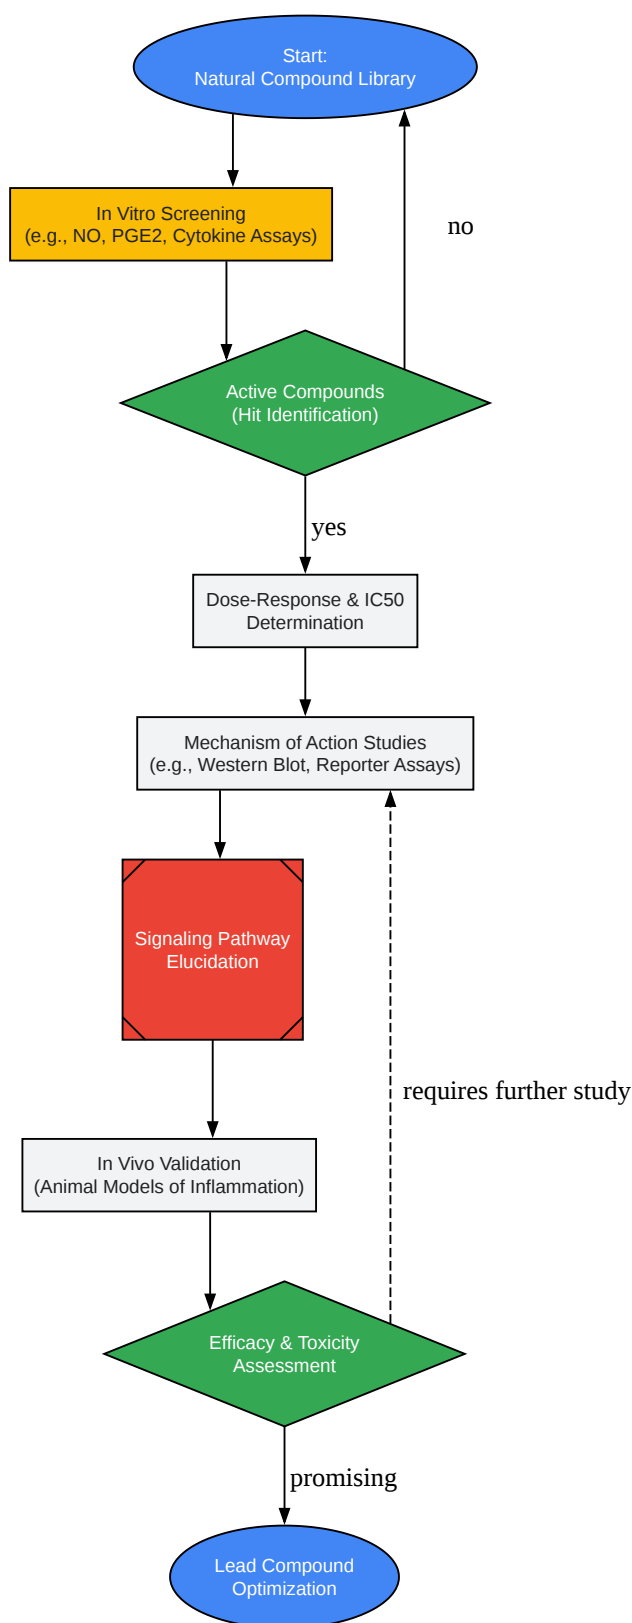 Start:
Natural Compound Library
In Vitro Screening
(e.g., NO, PGE2, Cytokine Assays)
no
Active Compounds
(Hit Identification)
yes
Dose-Response & IC50
Determination
Mechanism of Action Studies
(e.g., Western Blot, Reporter Assays)
Signaling Pathway
Elucidation
requires further study
In Vivo Validation
(Animal Models of Inflammation)
Efficacy & Toxicity
Assessment
promising
Lead Compound
Optimization